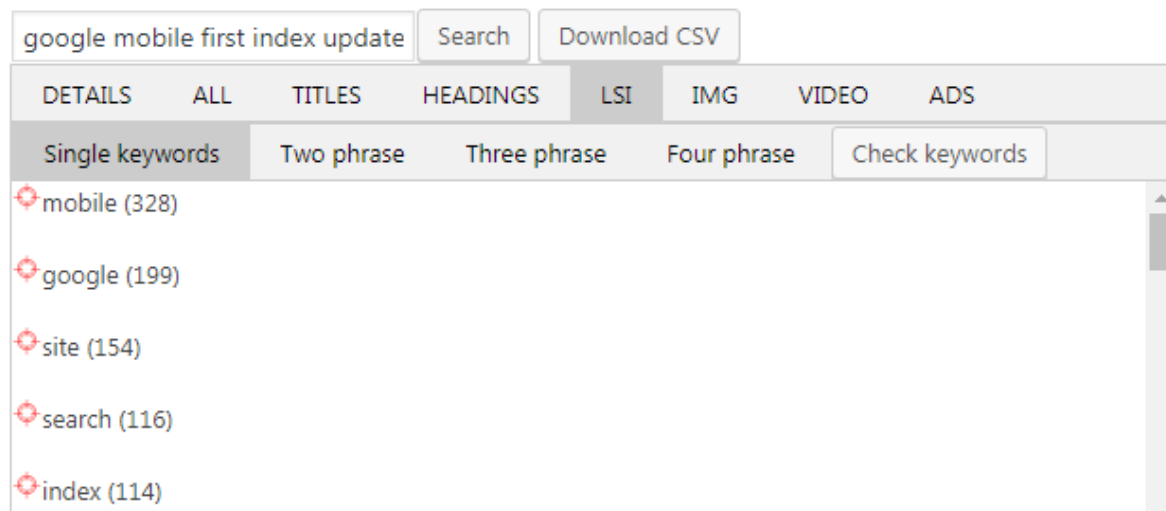 google mobile first index update Search Download CSV
DETAILS ALL TITLES HEADINGS LSI IMG VIDEO ADS
Single keywords Two phrase Three phrase Four phrase Check keywords
mobile (328)
google (199)
site (154)
search (116)
index (114)